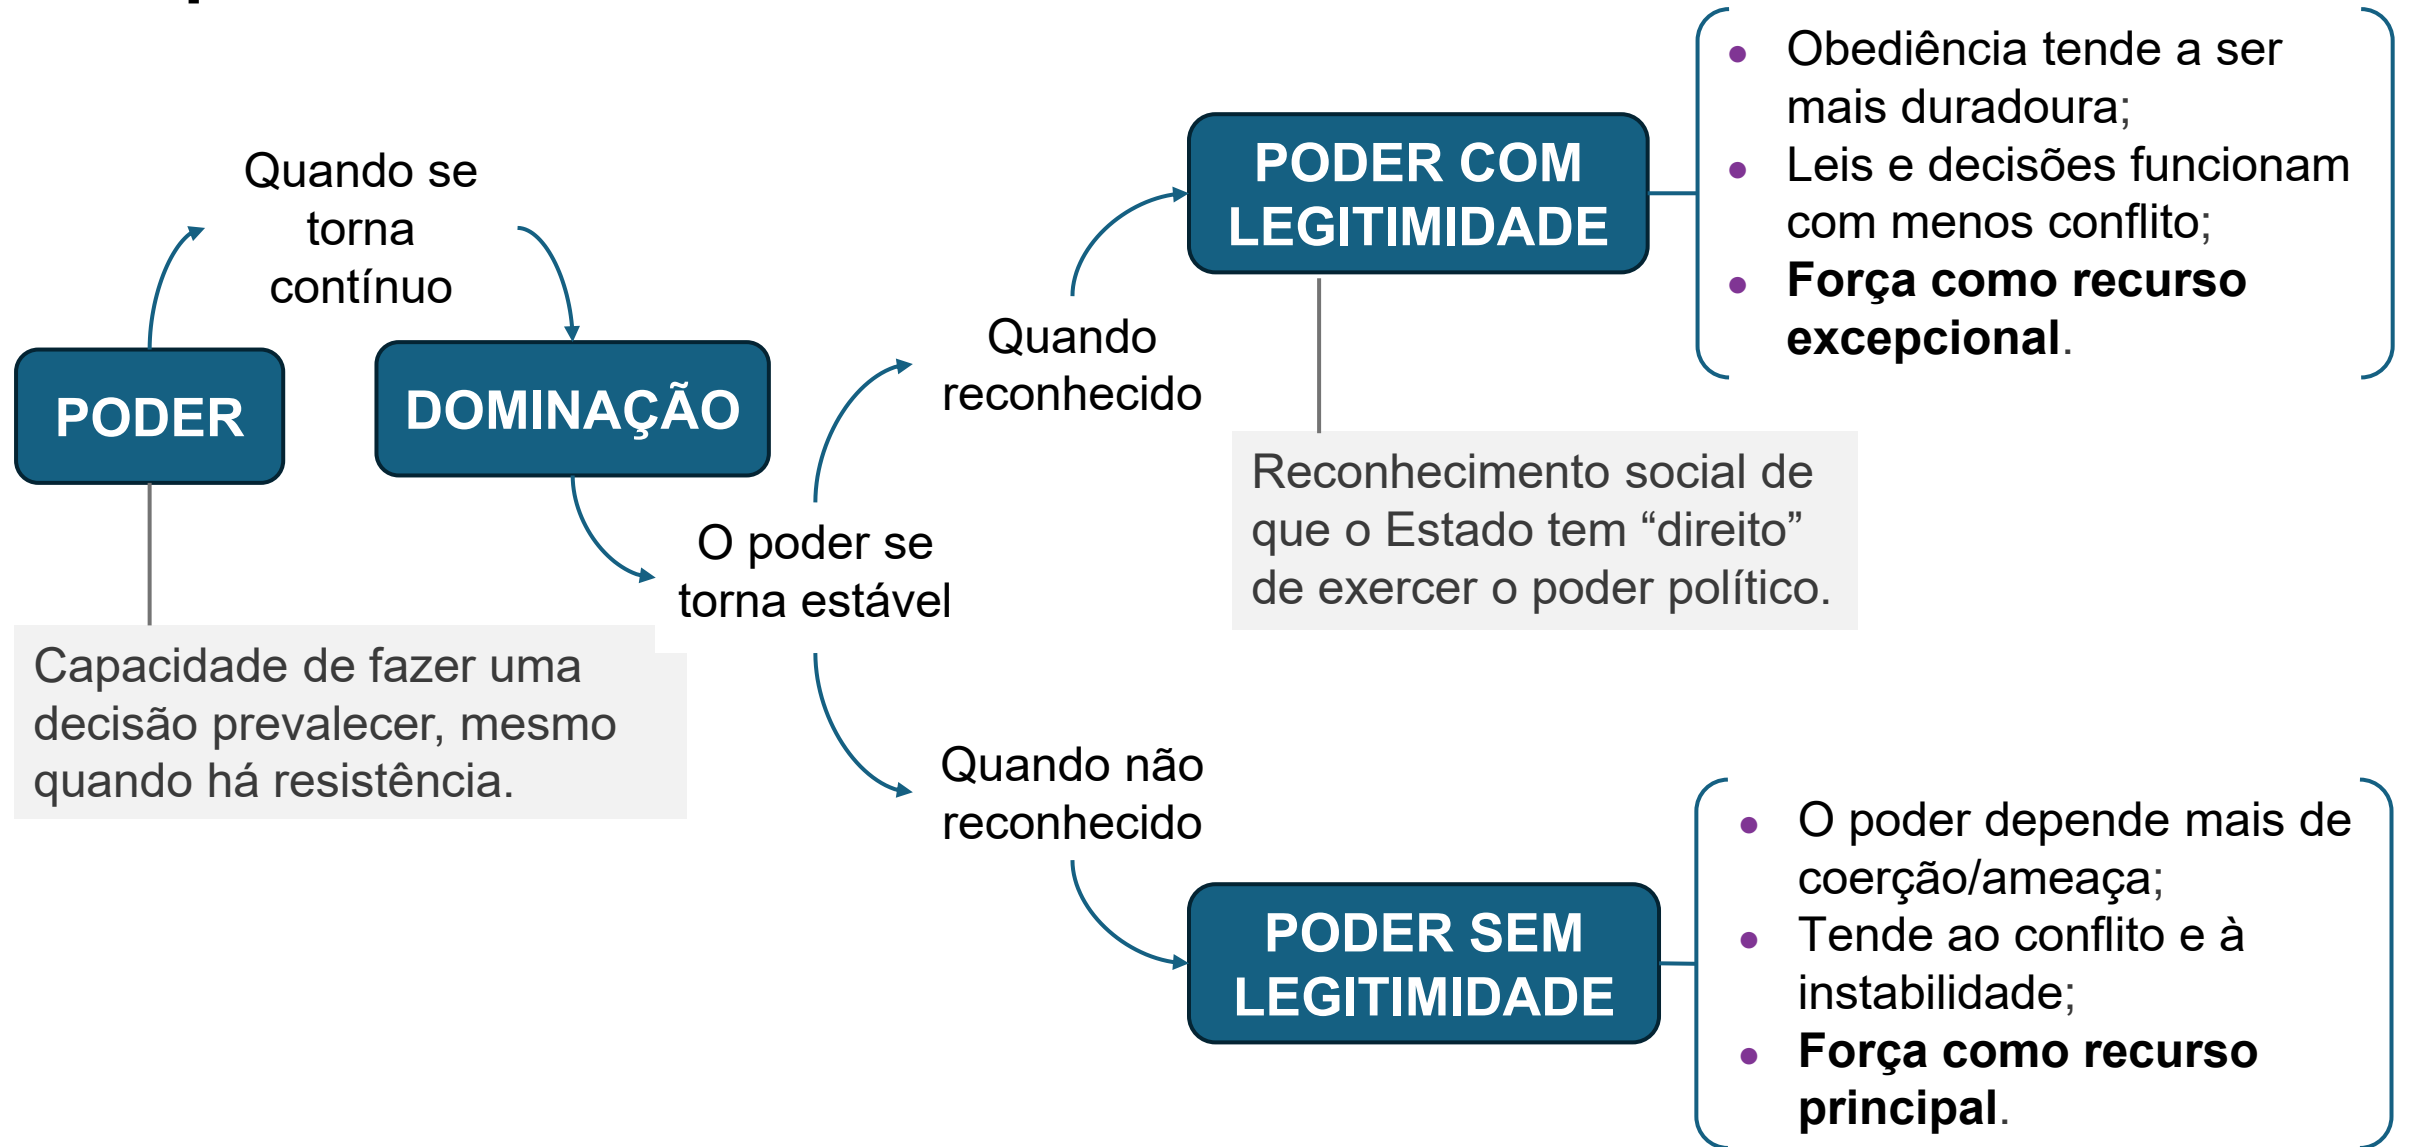 Quando se
torna
contínuo
PODER
DOMINAÇÃO
Capacidade de fazer uma
decisão prevalecer, mesmo
quando há resistência.
O poder se
torna estável
Quando
reconhecido
PODER COM
LEGITIMIDADE
Reconhecimento social de
que o Estado tem “direito”
de exercer o poder político.
● Obediência tende a ser
mais duradoura;
● Leis e decisões funcionam
com menos conflito;
● Força como recurso
excepcional.
Quando não
reconhecido
PODER SEM
LEGITIMIDADE
● O poder depende mais de
coerção/ameaça;
● Tende ao conflito e à
instabilidade;
● Força como recurso
principal.